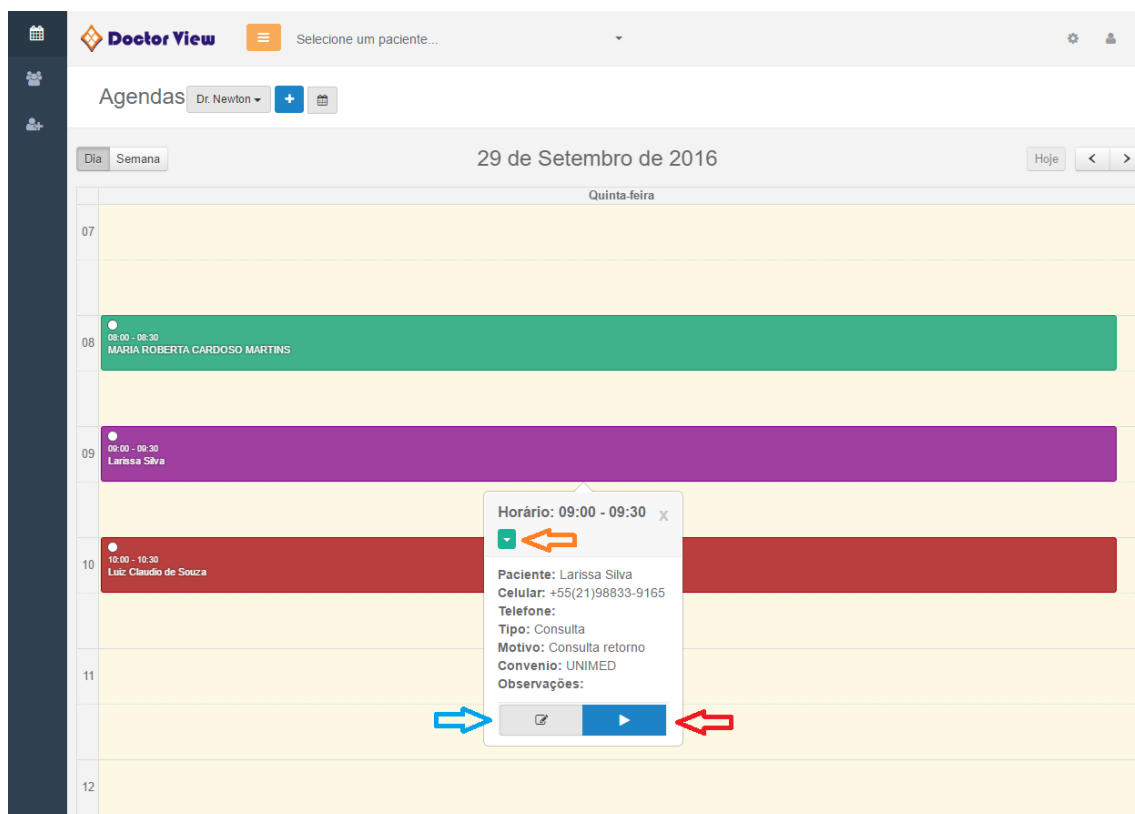 Doctor View
Selecione um paciente...
Agendas Dr. Newton
Dia Semana
29 de Setembro de 2016
Hoje
Quinta-feira
07
08
08:00 - 08:30
MARIA ROBERTA CARDOSO MARTINS
09
09:00 - 09:30
Larissa Silva
Horário: 09:00 - 09:30 x
10
10:00 - 10:30
Luiz Claudio de Souza
Paciente: Larissa Silva
Celular: +55(21)98833-9165
Telefone:
Tipo: Consulta
Motivo: Consulta retorno
Convenio: UNIMED
Observações:
11
12